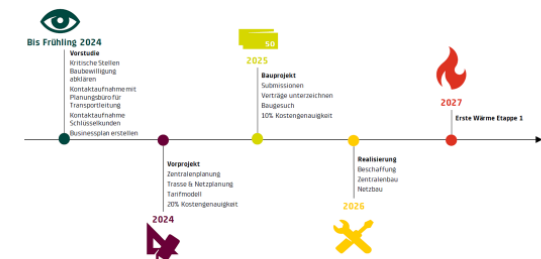 Bis Frühling 2024
Vorstudie
Kritische Stellen
Baubewilligung
abklären
Kontaktaufnahme mit
Planungsbüro für
Transportleitung
Kontaktaufnahme
Schlüsselkunden
Businessplan erstellen
Vorprojekt
Zentralenplanung
Trasse & Netzplanung
Tarifmodell
20% Kostengenauigkeit
2024
50
2025
Bauprojekt
Submissionen
Verträge unterzeichnen
Baugesuch
10% Kostengenauigkeit
Realisierung
Beschaffung
Zentralenbau
Netzbau
2026
2027
Erste Wärme Etappe 1